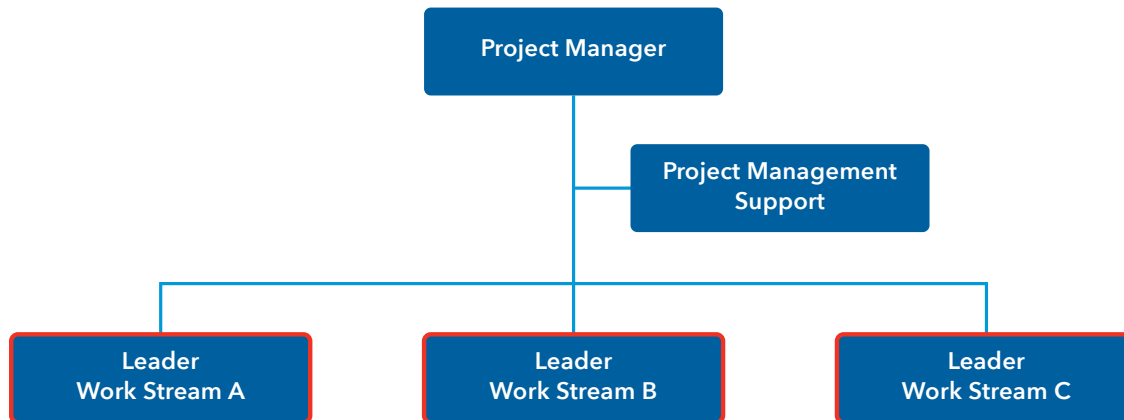 Project Manager
Project Management
Support
Leader
Work Stream A
Leader
Work Stream B
Leader
Work Stream C